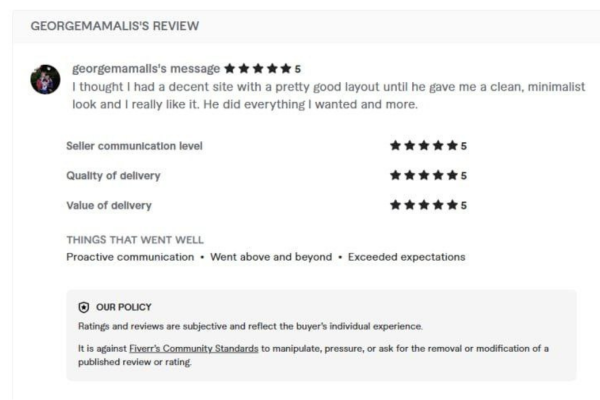 GEORGEMAMALIS'S REVIEW
georgemamalis's message ★★★★★ 5
I thought I had a decent site with a pretty good layout until he gave me a clean, minimalist
look and I really like it. He did everything I wanted and more.
Seller communication level ★★★★★ 5
Quality of delivery ★★★★★ 5
Value of delivery ★★★★★ 5
THINGS THAT WENT WELL
Proactive communication • Went above and beyond • Exceeded expectations
OUR POLICY
Ratings and reviews are subjective and reflect the buyer's individual experience.
It is against Fiverr's Community Standards to manipulate, pressure, or ask for the removal or modification of a
published review or rating.